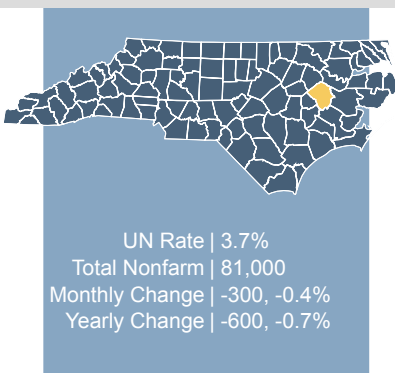 UN Rate | 3.7%
Total Nonfarm | 81,000
Monthly Change | -300, -0.4%
Yearly Change | -600, -0.7%